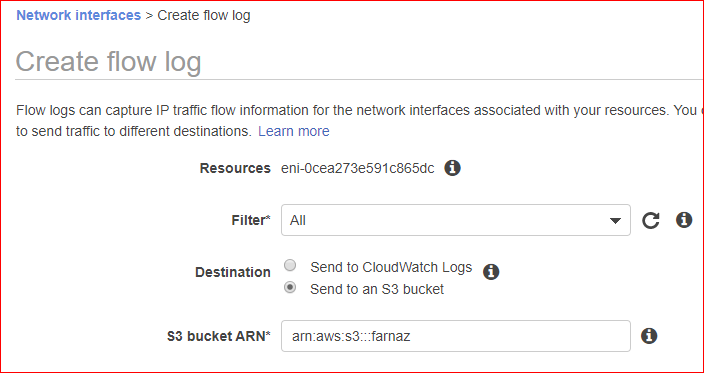 Network interfaces > Create flow log
Create flow log
Flow logs can capture IP traffic flow information for the network interfaces associated with your resources. You
to send traffic to different destinations. Learn more
Resources eni-0cea273e591c865dc
Filter* All
Destination Send to CloudWatch Logs
Send to an S3 bucket
S3 bucket ARN* arn:aws:s3:::farnaz